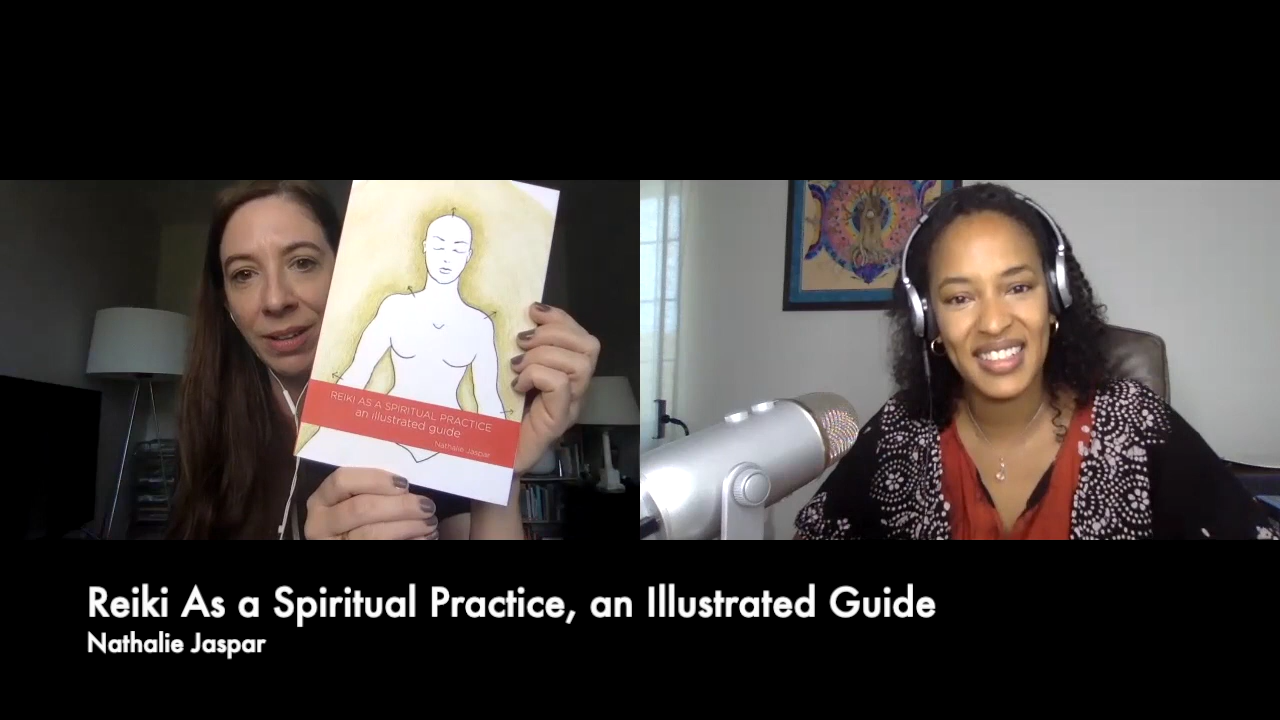 REIKI AS A SPIRITUAL PRACTICE
an illustrated guide
Nathalie Jaspar
Reiki As a Spiritual Practice, an Illustrated Guide
Nathalie Jaspar